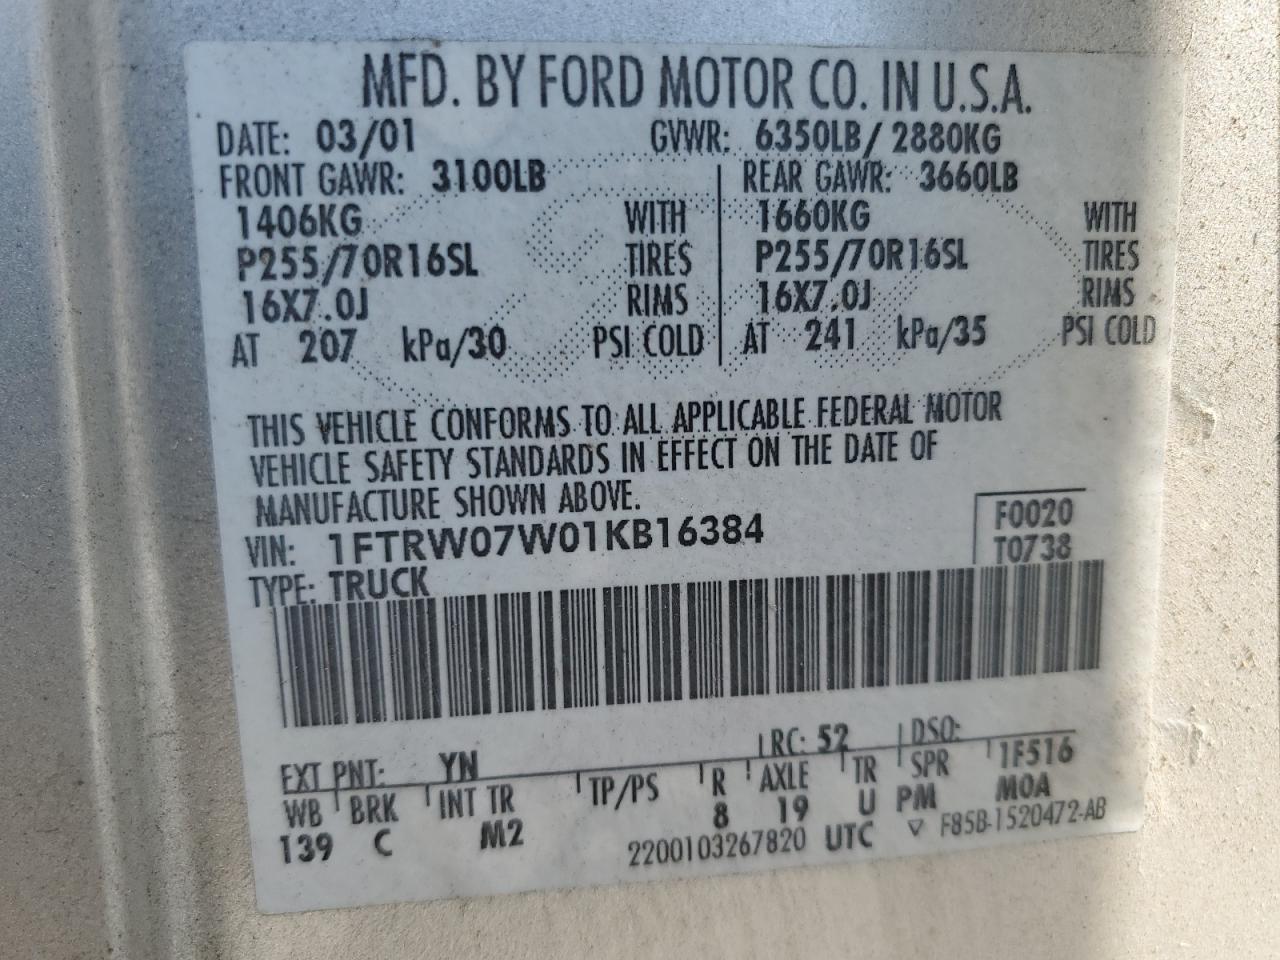 MFD. BY FORD MOTOR CO. IN U.S.A.
DATE: 03/01 GVWR: 6350LB/ 2880KG
FRONT GAWR: 3100LB REAR GAWR: 3660LB
1406KG WITH 1660KG WITH
P255/70R16SL TIRES P255/70R16SL TIRES
16X7.0J RIMS 16X7.0J RIMS
AT 207 kPa/30 PSI COLD AT 241 kPa/35 PSI COLD
THIS VEHICLE CONFORMS TO ALL APPLICABLE FEDERAL MOTOR
VEHICLE SAFETY STANDARDS IN EFFECT ON THE DATE OF
MANUFACTURE SHOWN ABOVE.
VIN: 1FTRW07W01KB16384 F0020
TYPE: TRUCK T0738
EXT PNT: YN RC: 52 DSO:
WB BRK INT TR TP/PS R AXLE TR SPR 1F516
139 C M2 8 19 U PM MOA
2200103267820 UTC ▽ F85B-1520472-AB